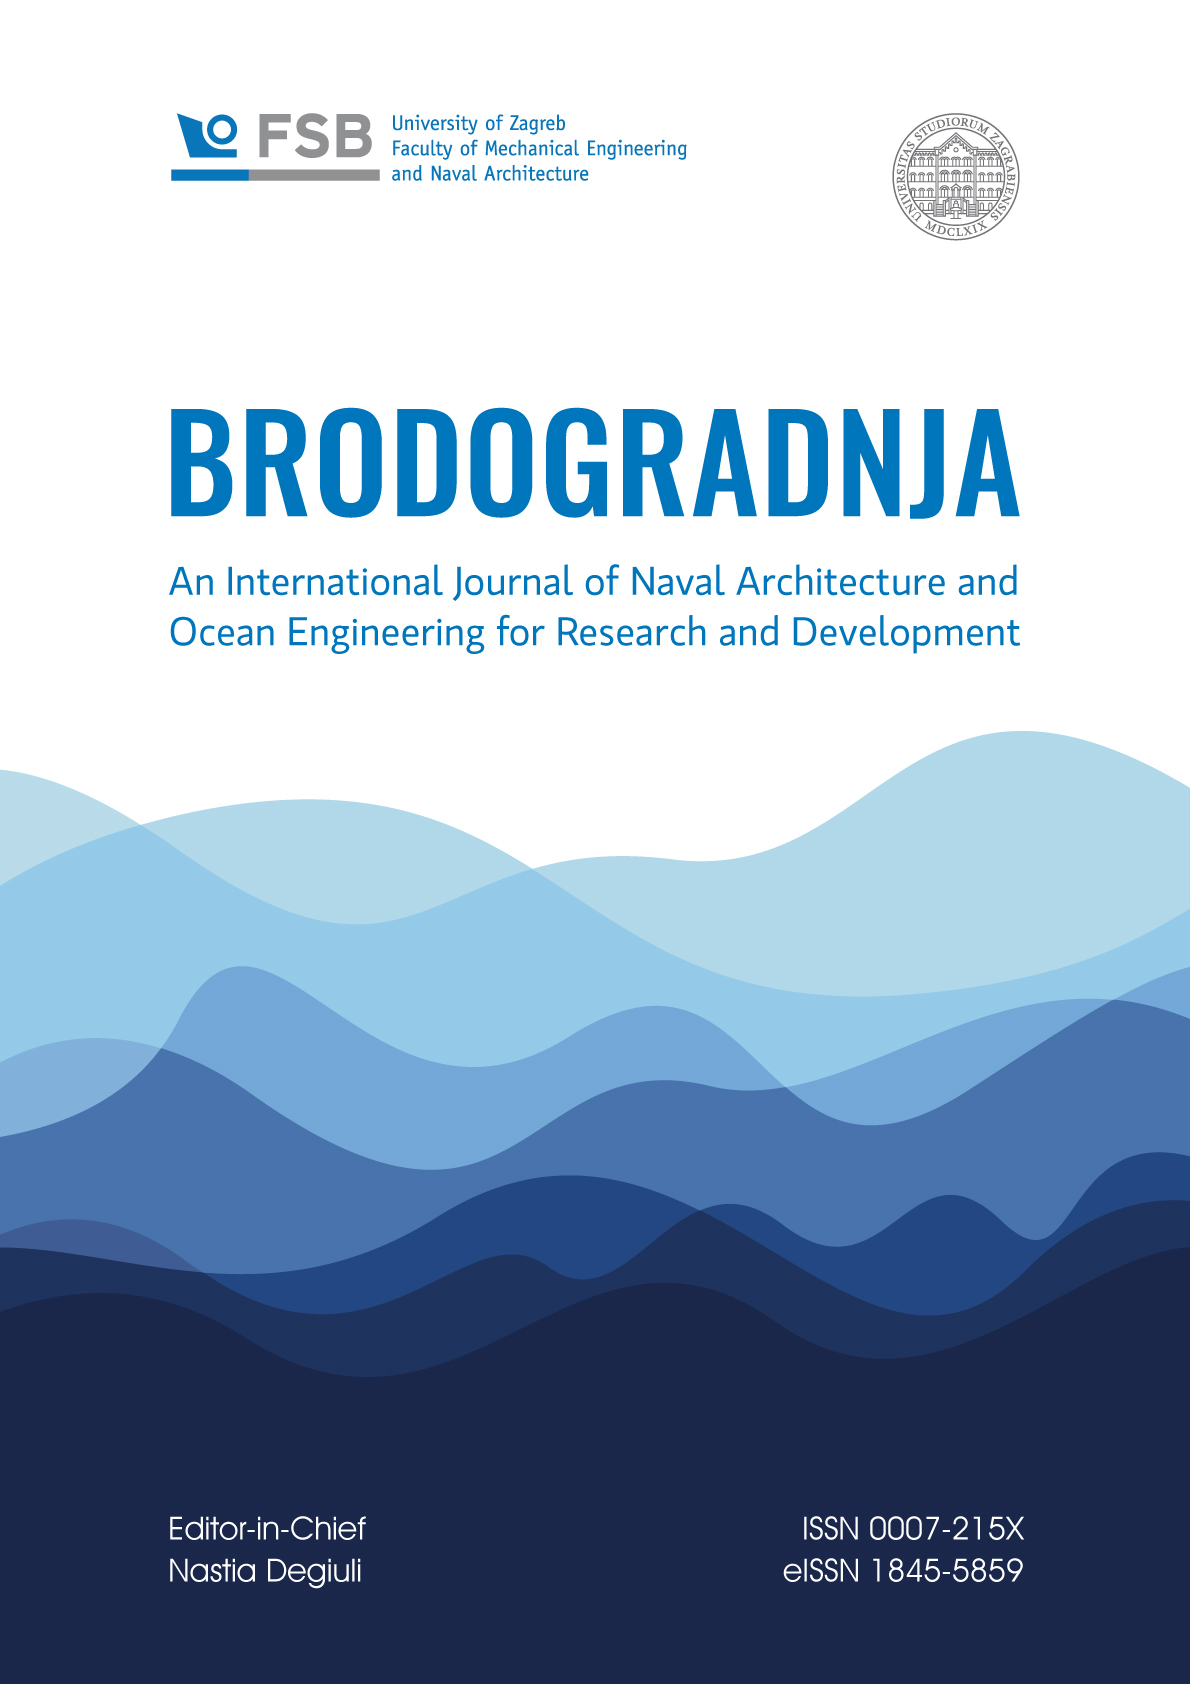 FSB
University of Zagreb
Faculty of Mechanical Engineering
and Naval Architecture
UNIVERSITAS STUDIORUM ZAGRABIENSIS
MDCLXIX
BRODOGRADNJA
An International Journal of Naval Architecture and
Ocean Engineering for Research and Development
Editor-in-Chief
Nastia Degiuli
ISSN 0007-215X
eISSN 1845-5859